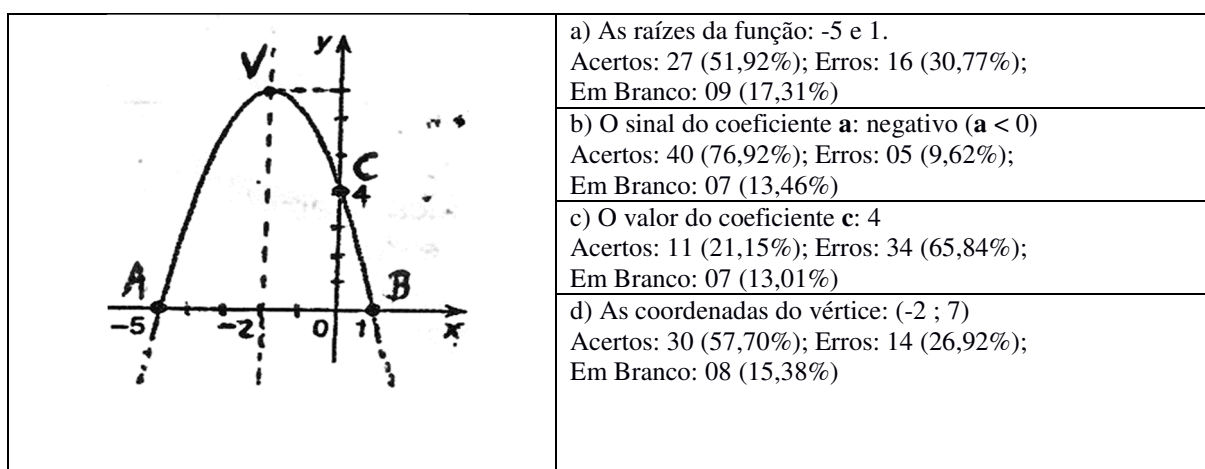 y
V
C
4
A
B
-5
-2
0
1
x
a) As raízes da função: -5 e 1.
Acertos: 27 (51,92%); Erros: 16 (30,77%);
Em Branco: 09 (17,31%)
b) O sinal do coeficiente a: negativo (a < 0)
Acertos: 40 (76,92%); Erros: 05 (9,62%);
Em Branco: 07 (13,46%)
c) O valor do coeficiente c: 4
Acertos: 11 (21,15%); Erros: 34 (65,84%);
Em Branco: 07 (13,01%)
d) As coordenadas do vértice: (-2 ; 7)
Acertos: 30 (57,70%); Erros: 14 (26,92%);
Em Branco: 08 (15,38%)